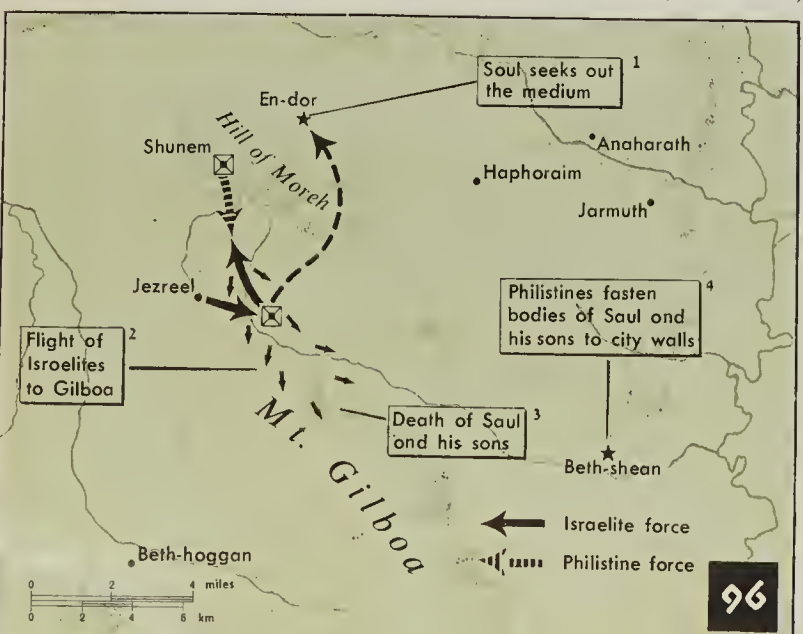 Soul seeks out 1
the medium
En-dor
Shunem
Hill of Moreh
Anaharath
Haphoraim
Jarmuth
Jezreel
Philistines fasten 4
bodies of Saul ond
his sons to city walls
Flight of 2
Isroelites
to Gilboa
Death of Saul 3
ond his sons
Mt. Gilboa
Beth-shean
Israelite force
Philistine force
Beth-hoggan
0 2 4 miles
0 2 4 6 km
96